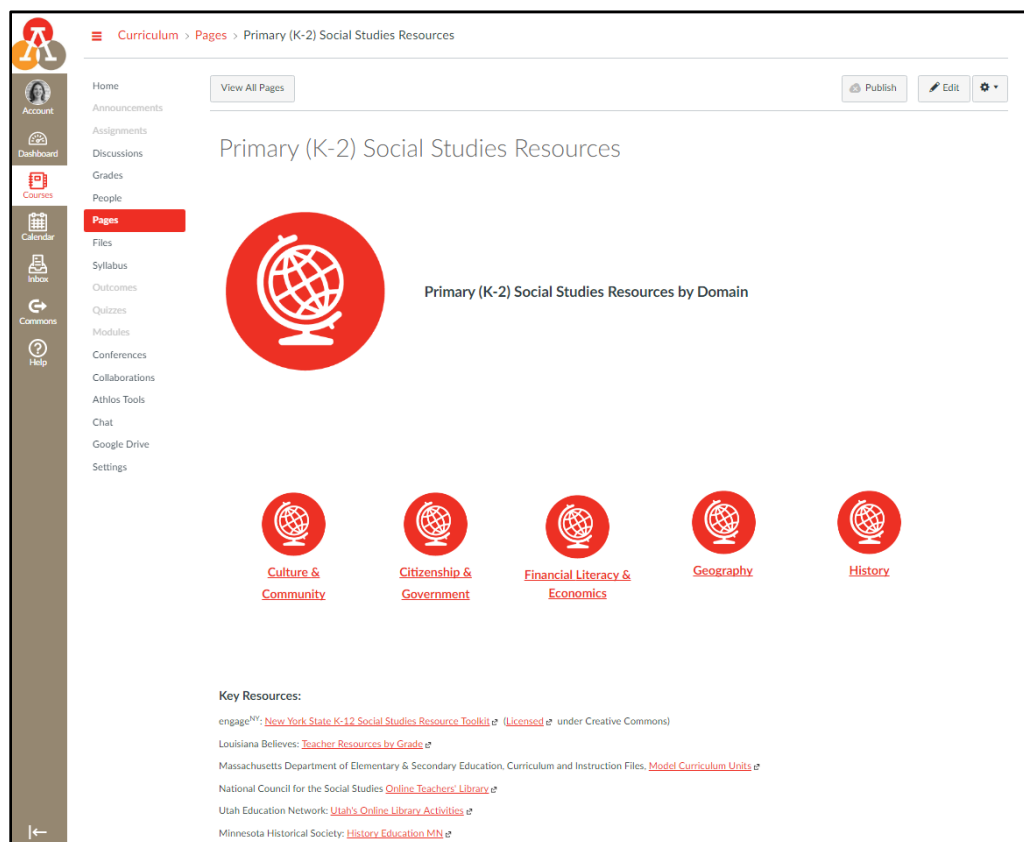 Curriculum > Pages > Primary (K-2) Social Studies Resources
Account
Dashboard
Courses
Calendar
Inbox
Commons
Help
Home
Announcements
Assignments
Discussions
Grades
People
Pages
Files
Syllabus
Outcomes
Quizzes
Modules
Conferences
Collaborations
Athlos Tools
Chat
Google Drive
Settings
View All Pages
Publish
Edit
Primary (K-2) Social Studies Resources
Primary (K-2) Social Studies Resources by Domain
Culture &
Community
Citizenship &
Government
Financial Literacy &
Economics
Geography
History
Key Resources:
engageNY: New York State K-12 Social Studies Resource Toolkit (Licensed under Creative Commons)
Louisiana Believes: Teacher Resources by Grade
Massachusetts Department of Elementary & Secondary Education, Curriculum and Instruction Files, Model Curriculum Units
National Council for the Social Studies Online Teachers' Library
Utah Education Network: Utah's Online Library Activities
Minnesota Historical Society: History Education MN